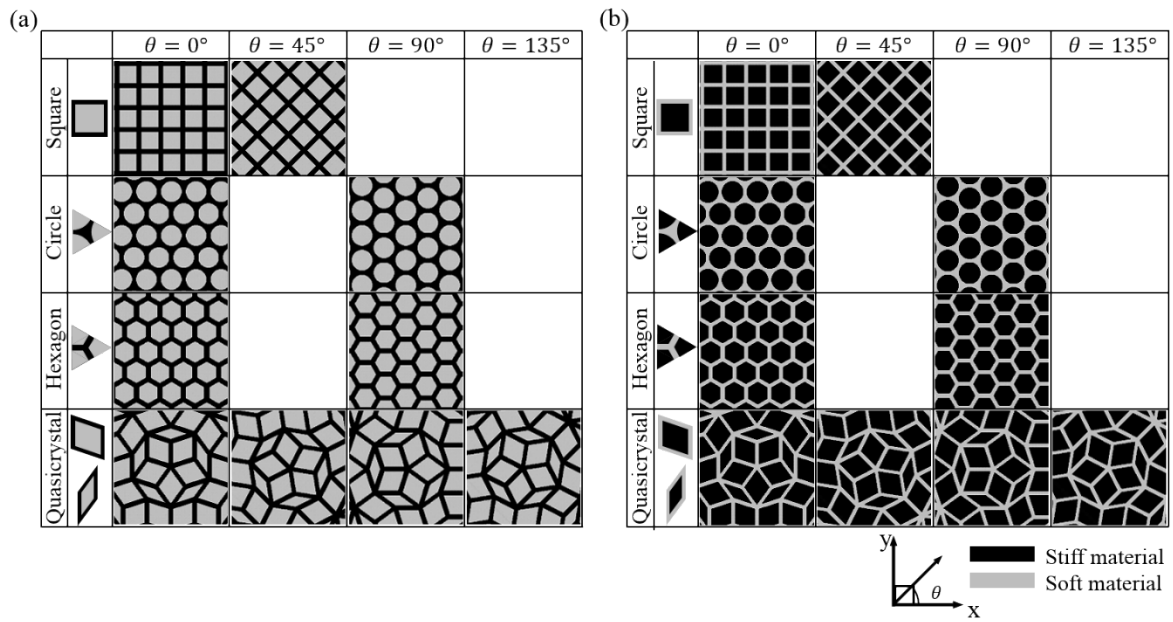 (a)
θ = 0° θ = 45° θ = 90° θ = 135°
Square
Circle
Hexagon
Quasicrystal
(b)
θ = 0° θ = 45° θ = 90° θ = 135°
Square
Circle
Hexagon
Quasicrystal
y
θ
x
Stiff material
Soft material